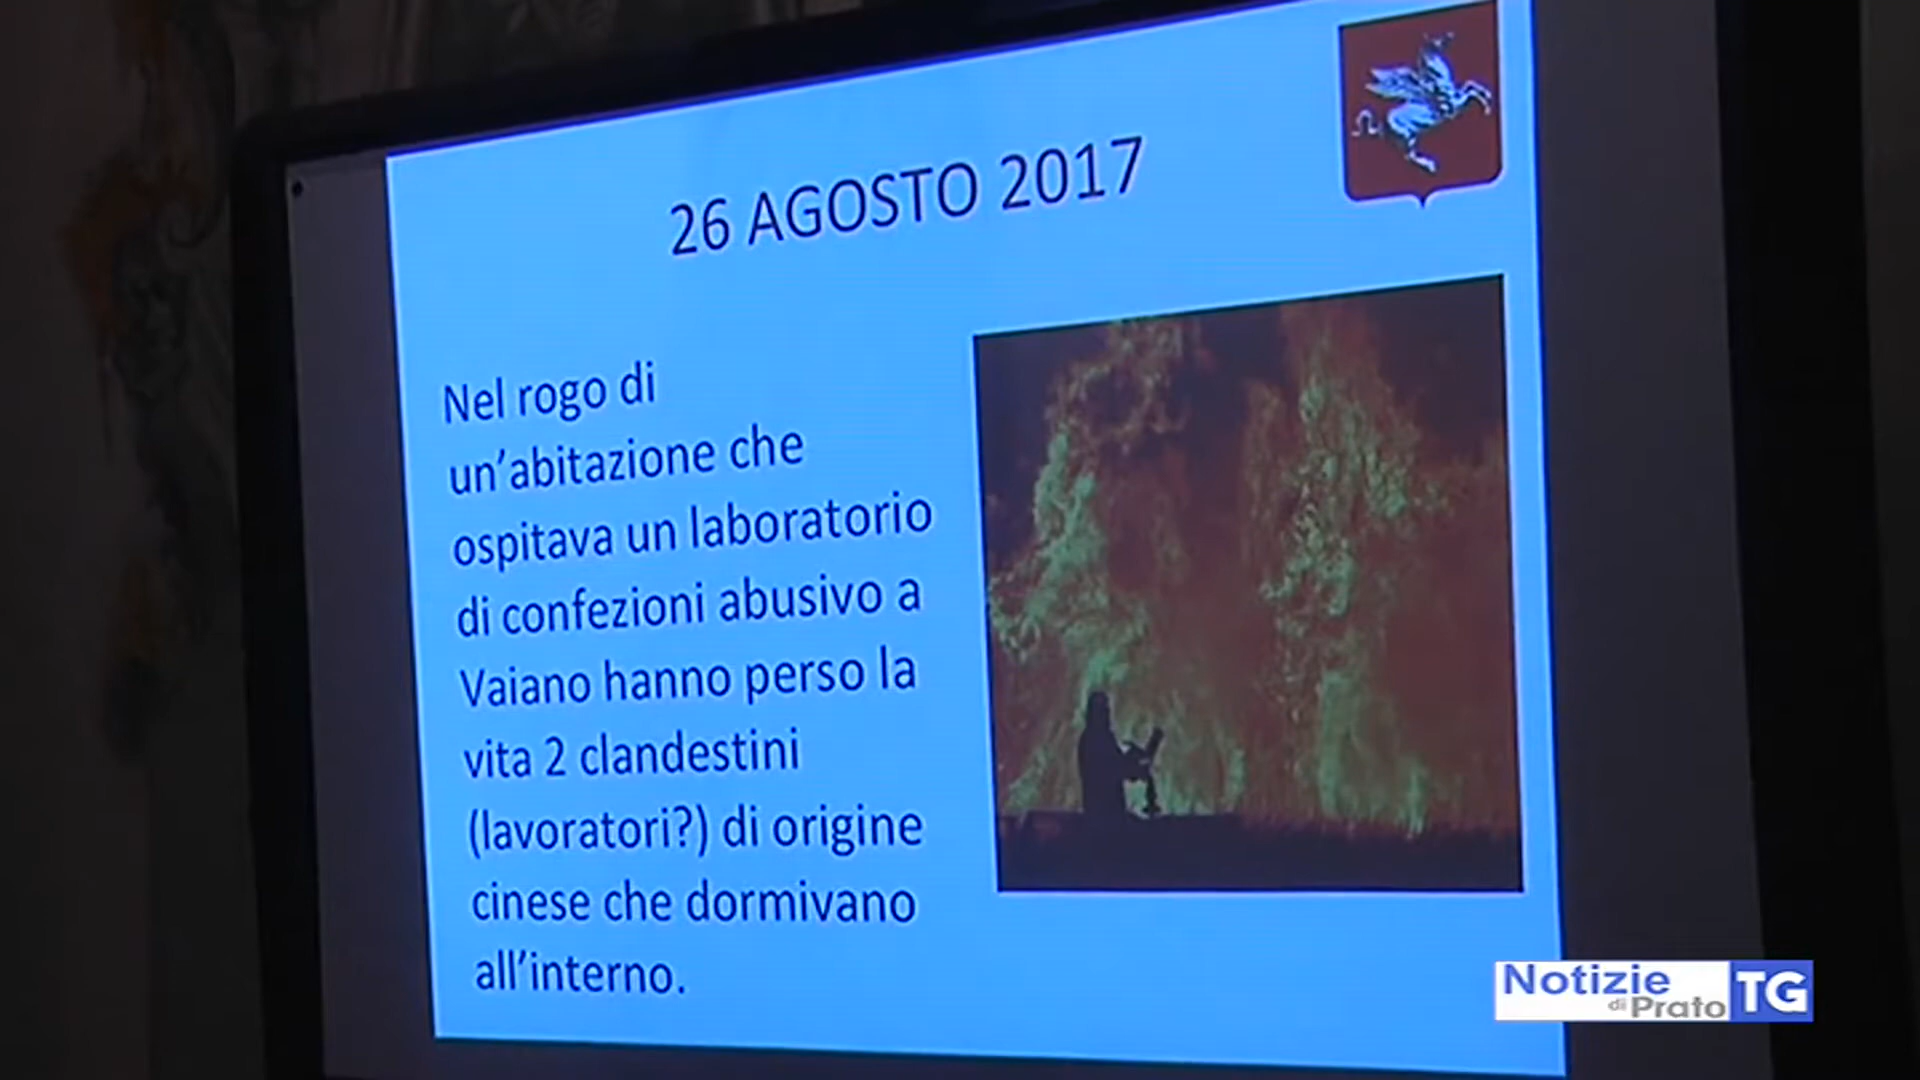 26 AGOSTO 2017
Nel rogo di
un'abitazione che
ospitava un laboratorio
di confezioni abusivo a
Vaiano hanno perso la
vita 2 clandestini
(lavoratori?) di origine
cinese che dormivano
all'interno.
Notizie
di Prato
TG